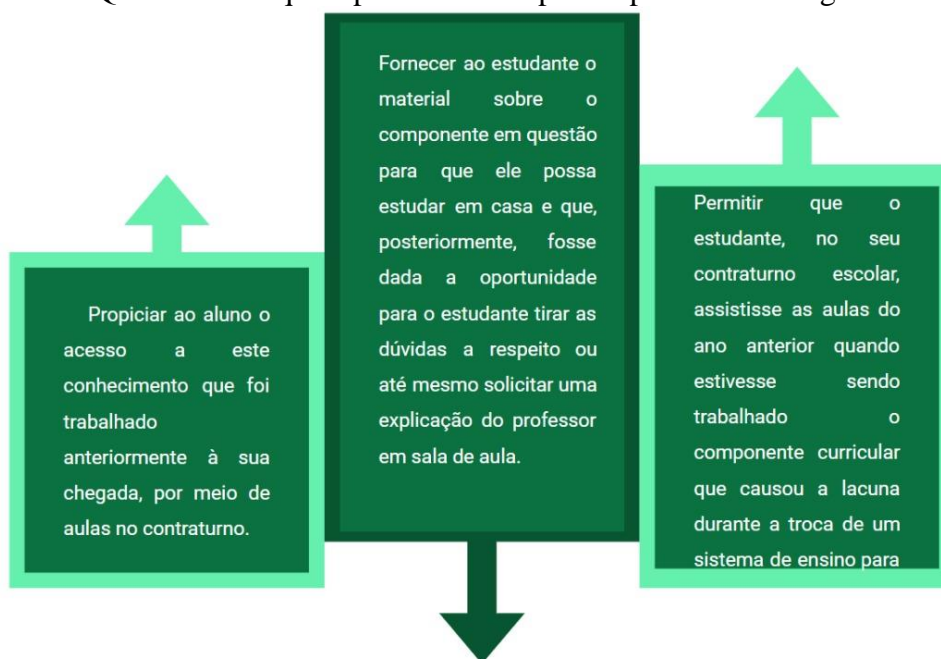 Propiciar ao aluno o
acesso a este
conhecimento que foi
trabalhado
anteriormente à sua
chegada, por meio de
aulas no contraturno.
Fornecer ao estudante o
material sobre o
componente em questão
para que ele possa
estudar em casa e que,
posteriormente, fosse
dada a oportunidade
para o estudante tirar as
dúvidas a respeito ou
até mesmo solicitar uma
explicação do professor
em sala de aula.
Permitir que o
estudante, no seu
contraturno escolar,
assistisse as aulas do
ano anterior quando
estivesse sendo
trabalhado o
componente curricular
que causou a lacuna
durante a troca de um
sistema de ensino para